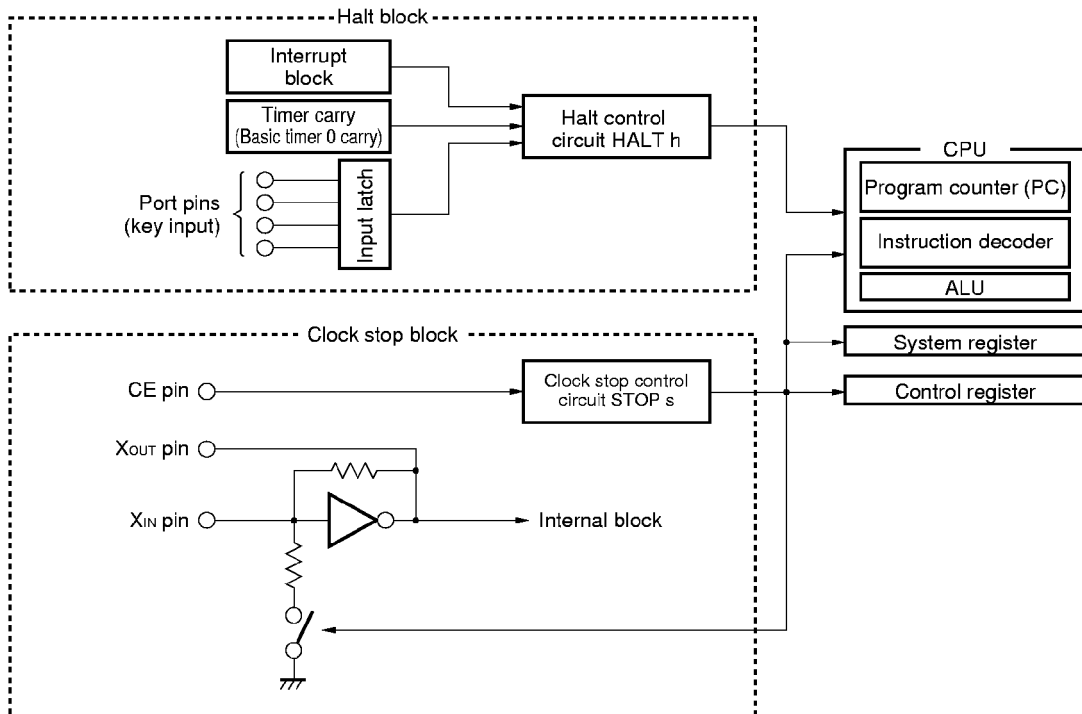 Halt block
Interrupt
block
Timer carry
(Basic timer 0 carry)
Port pins
(key input)
Input latch
Halt control
circuit HALT h
CPU
Program counter (PC)
Instruction decoder
ALU
System register
Control register
Clock stop block
CE pin
Clock stop control
circuit STOP s
XOUT pin
XIN pin
Internal block